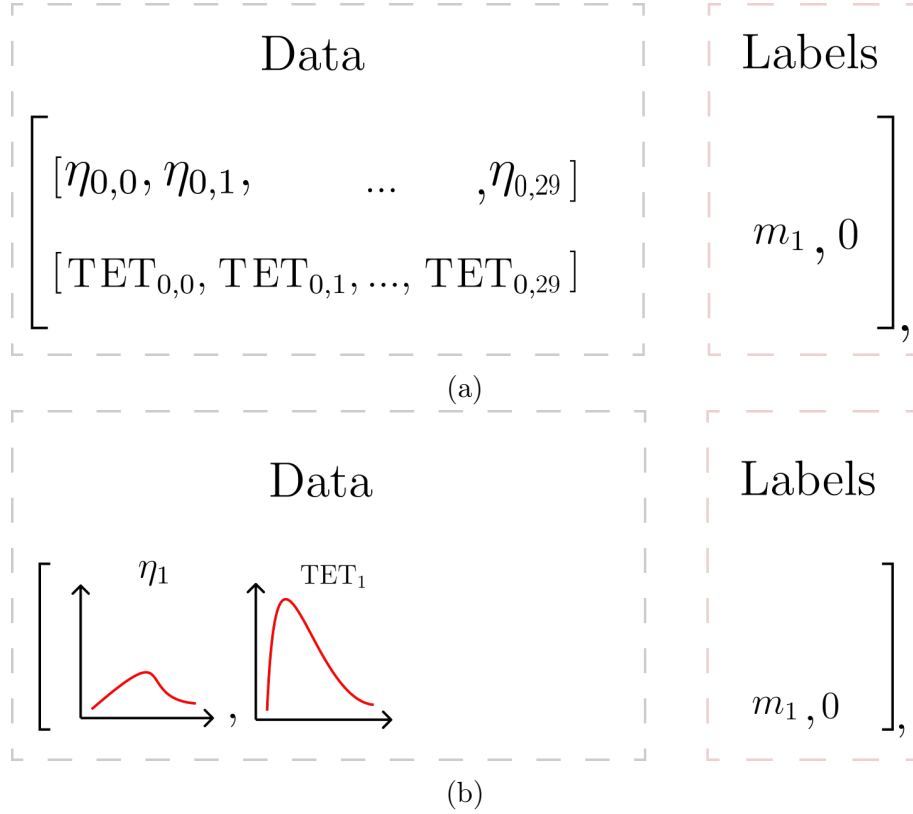 Data Labels
[η0,0, η0,1, ... ,η0,29]
m1 , 0
[TET0,0, TET0,1, ..., TET0,29]
,
(a)
Data Labels
η1 TET1
, m1 ,0 ,
(b)